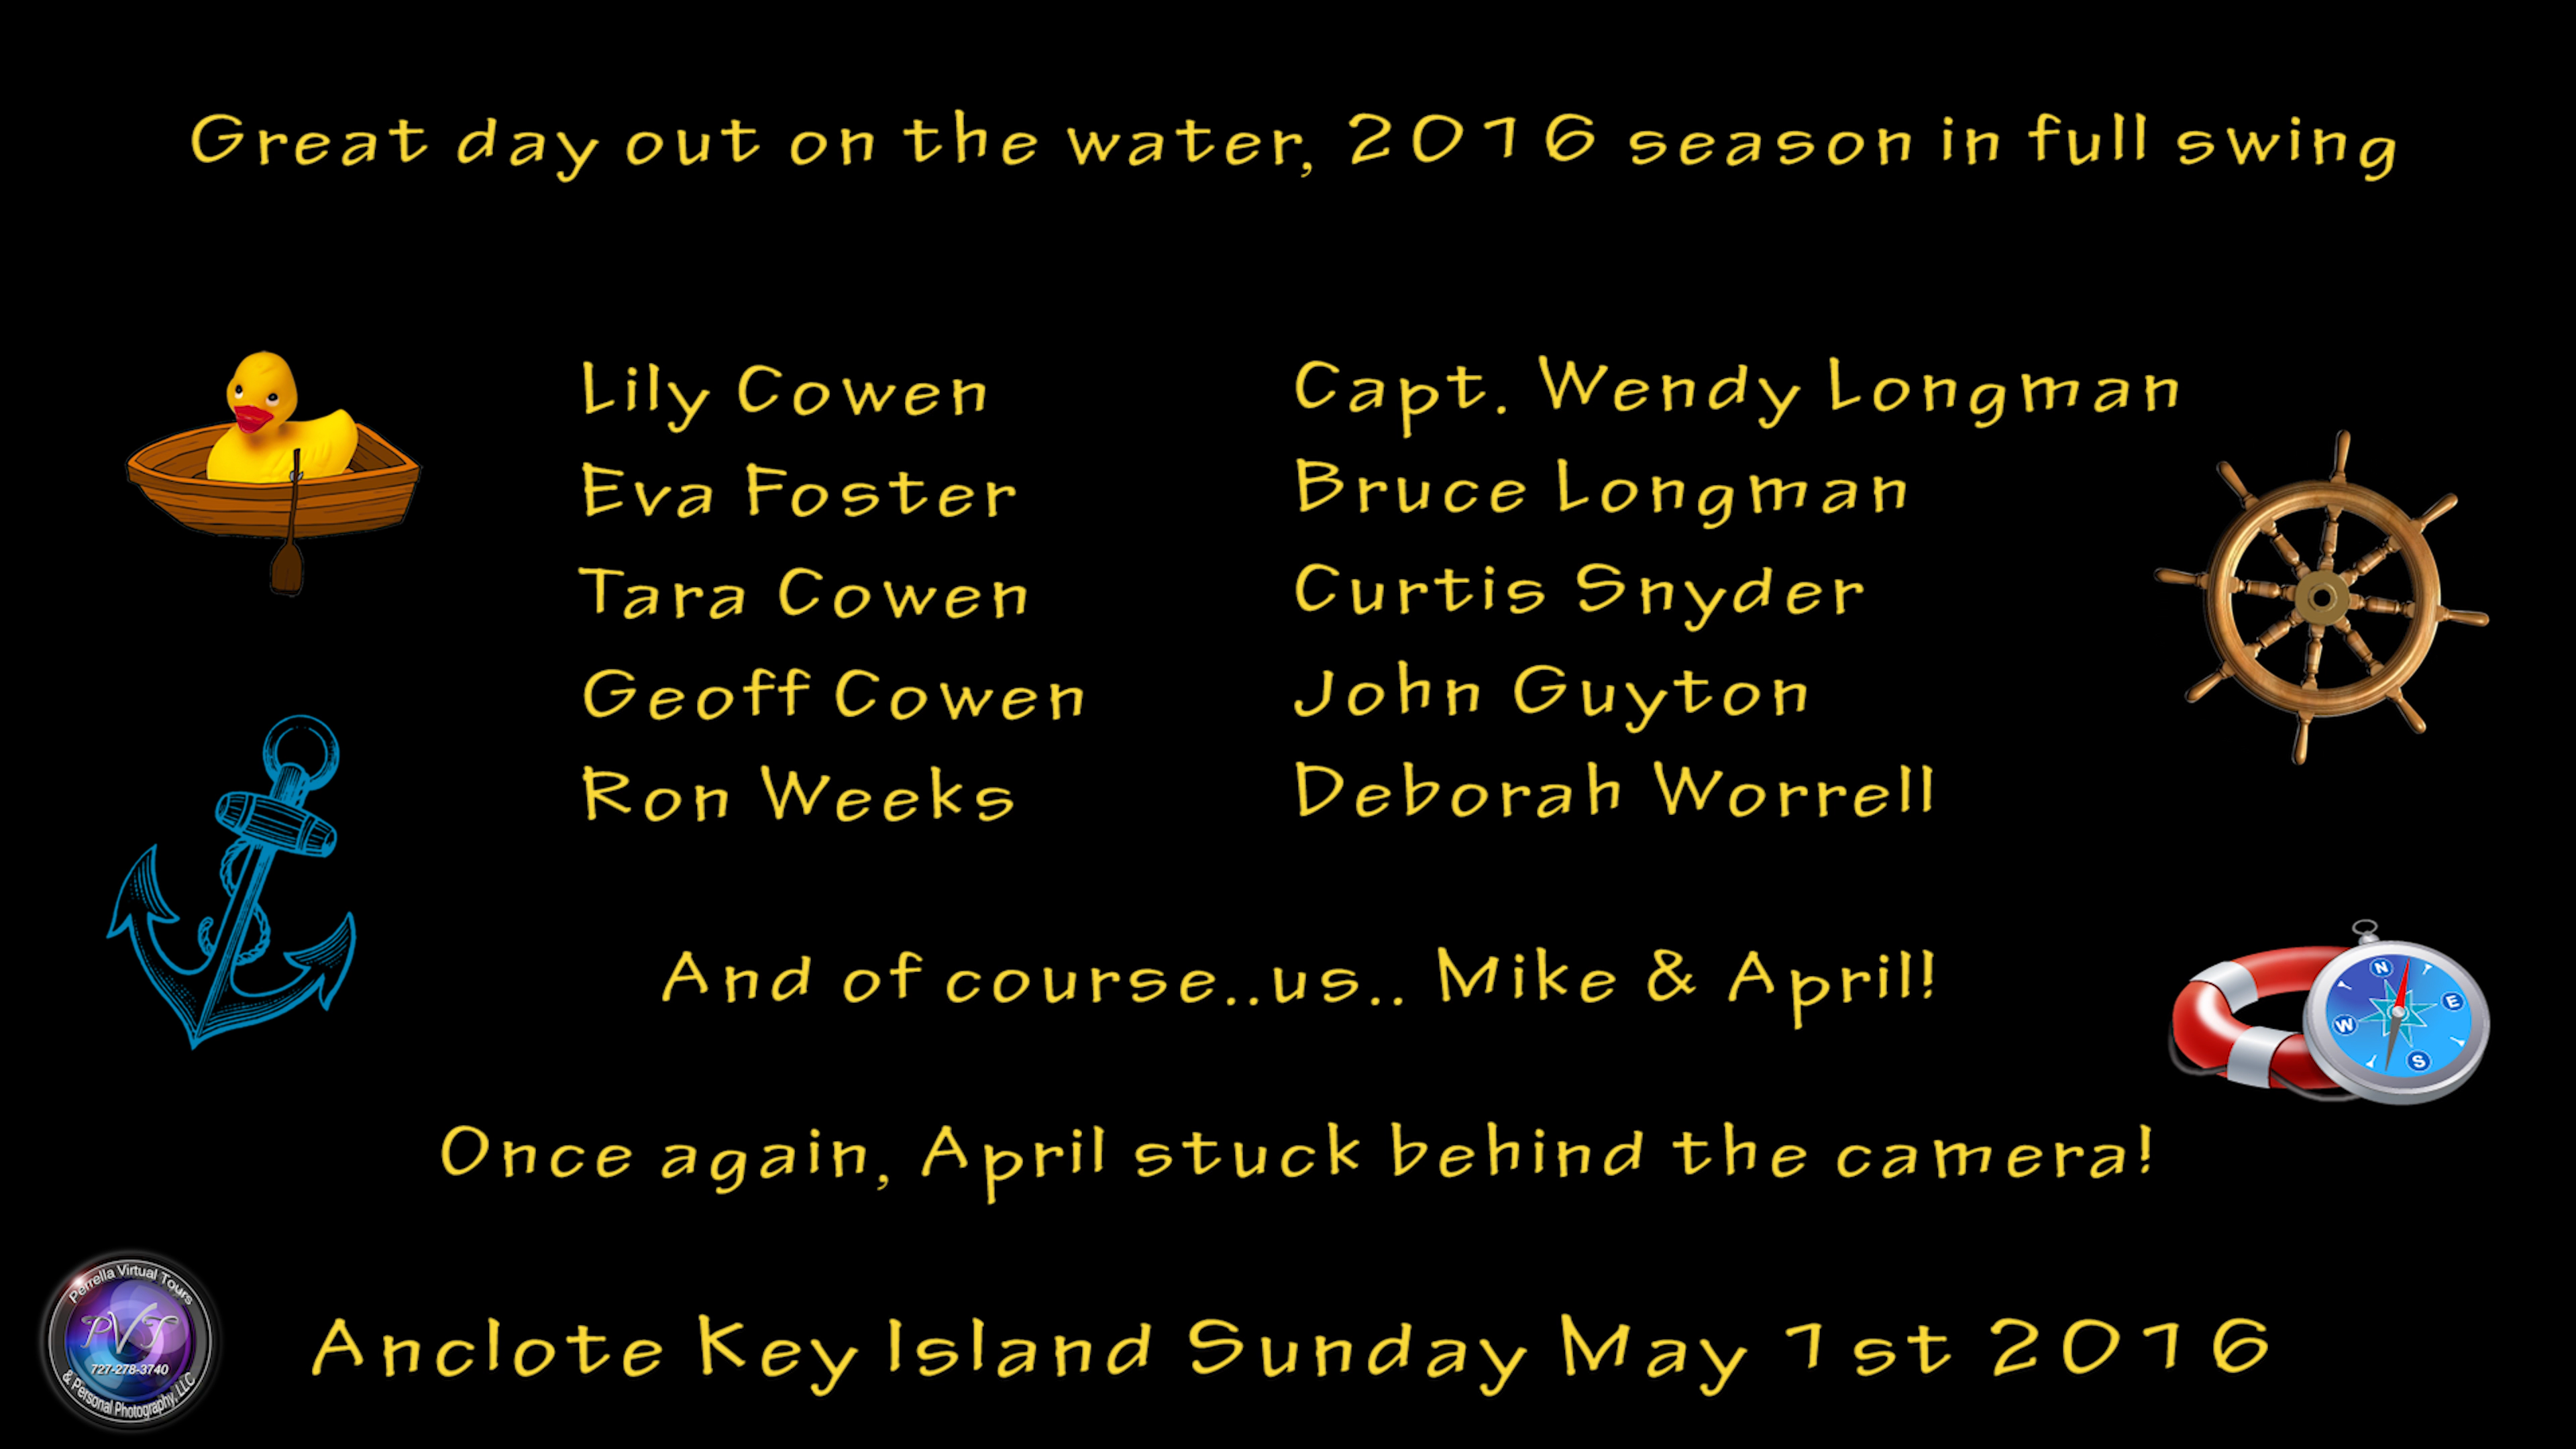 Great day out on the water, 2016 season in full swing
Lily Cowen
Eva Foster
Tara Cowen
Geoff Cowen
Ron Weeks
Capt. Wendy Longman
Bruce Longman
Curtis Snyder
John Guyton
Deborah Worrell
And of course..us.. Mike & April!
N
E
W
S
Once again, April stuck behind the camera!
Perrella Virtual Tours
PVT
727-278-3740
& Personal Photography, LLC
Anclote Key Island Sunday May 1st 2016